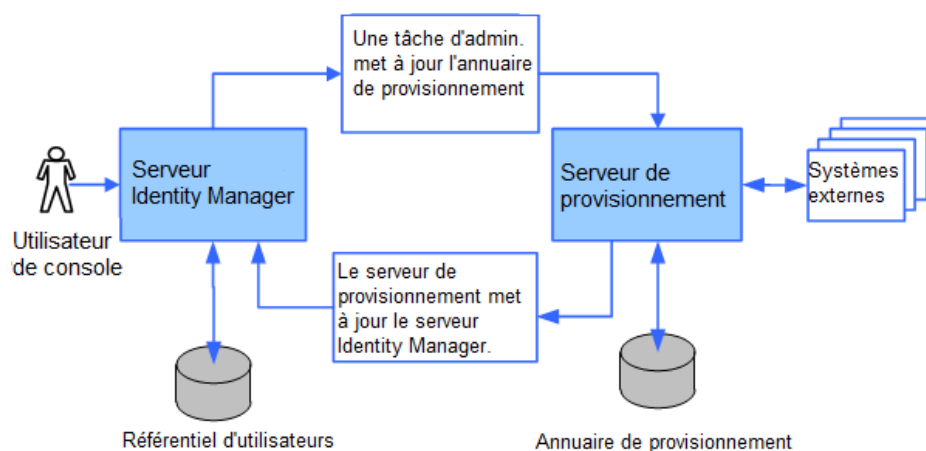 Une tâche d'admin.
met à jour l'annuaire
de provisionnement
Serveur
Identity Manager
Serveur de
provisionnement
Systèmes
externes
Utilisateur
de console
Le serveur de
provisionnement met
à jour le serveur
Identity Manager.
Référentiel d'utilisateurs
Annuaire de provisionnement